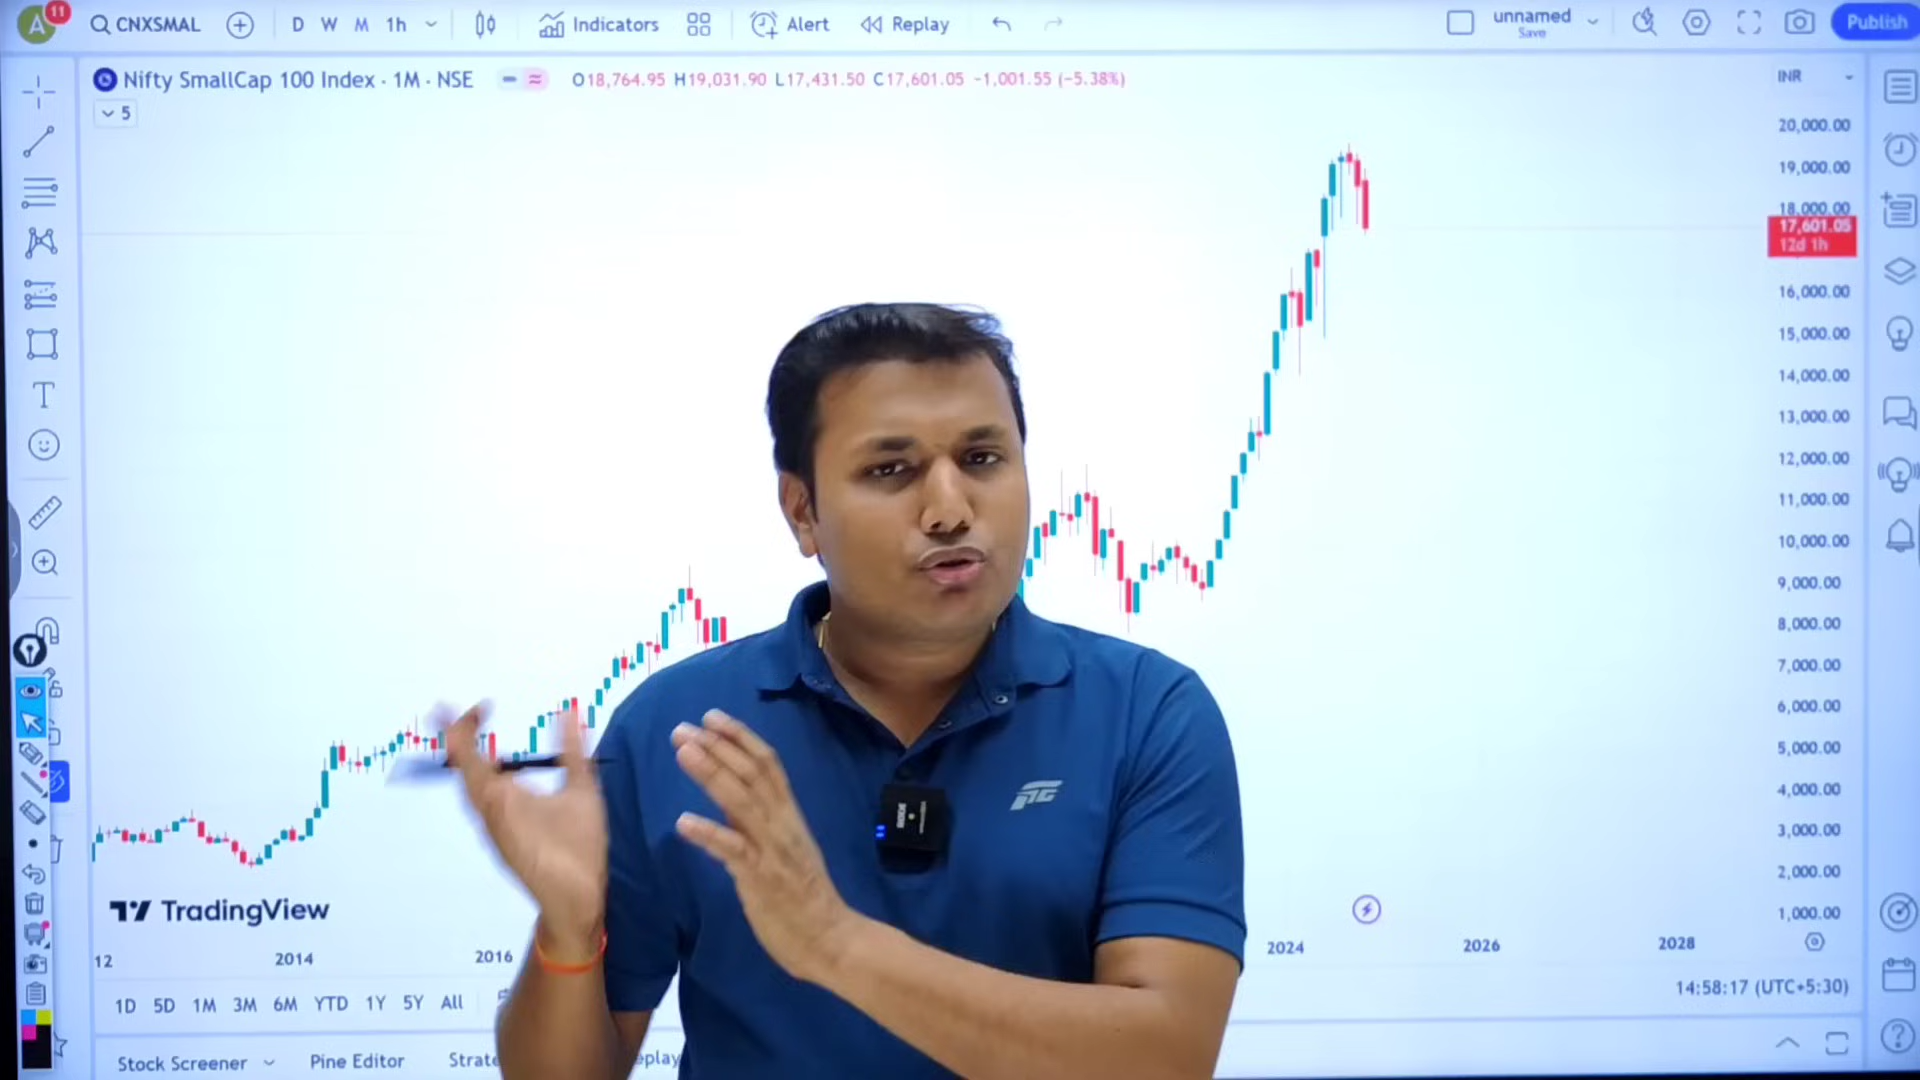 A 11 CNXSMAL D W M 1h Indicators Alert Replay unnamed Publish
Save
Nifty SmallCap 100 Index · 1M · NSE O18,764.95 H19,031.90 L17,431.50 C17,601.05 −1,001.55 (−5.38%) INR
5
20,000.00
19,000.00
18,000.00
17,601.05
12d 1h
16,000.00
15,000.00
14,000.00
13,000.00
12,000.00
11,000.00
10,000.00
9,000.00
8,000.00
7,000.00
6,000.00
5,000.00
4,000.00
3,000.00
2,000.00
1,000.00
TradingView
12 2014 2016 2024 2026 2028
1D 5D 1M 3M 6M YTD 1Y 5Y All 14:58:17 (UTC+5:30)
Stock Screener Pine Editor Strate eplay